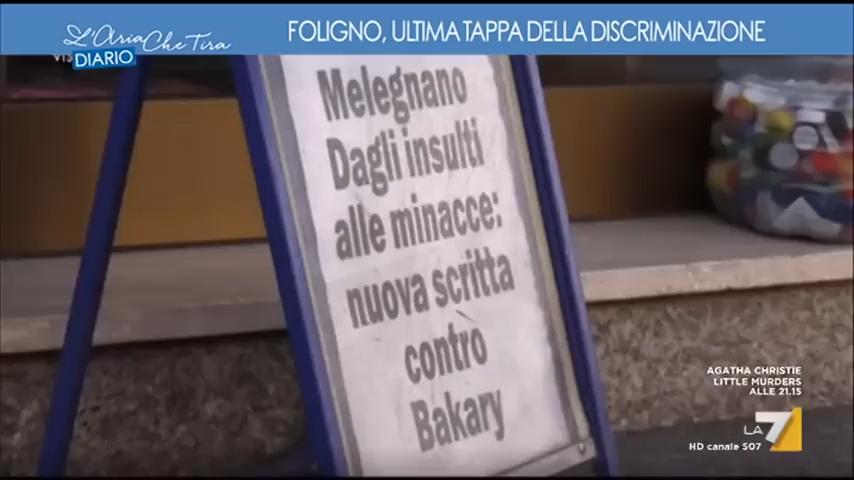 L'Aria Che Tira
DIARIO
FOLIGNO, ULTIMA TAPPA DELLA DISCRIMINAZIONE
Melegnano
Dagli insulti
alle minacce:
nuova scritta
contro
Bakary
AGATHA CHRISTIE
LITTLE MURDERS
ALLE 21.15
LA7
HD canale 507